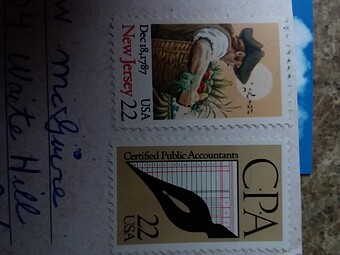 Dec 18, 1787 USA
New Jersey 22
CPA
Certified Public Accountants
22
USA
McGuire
White Hill